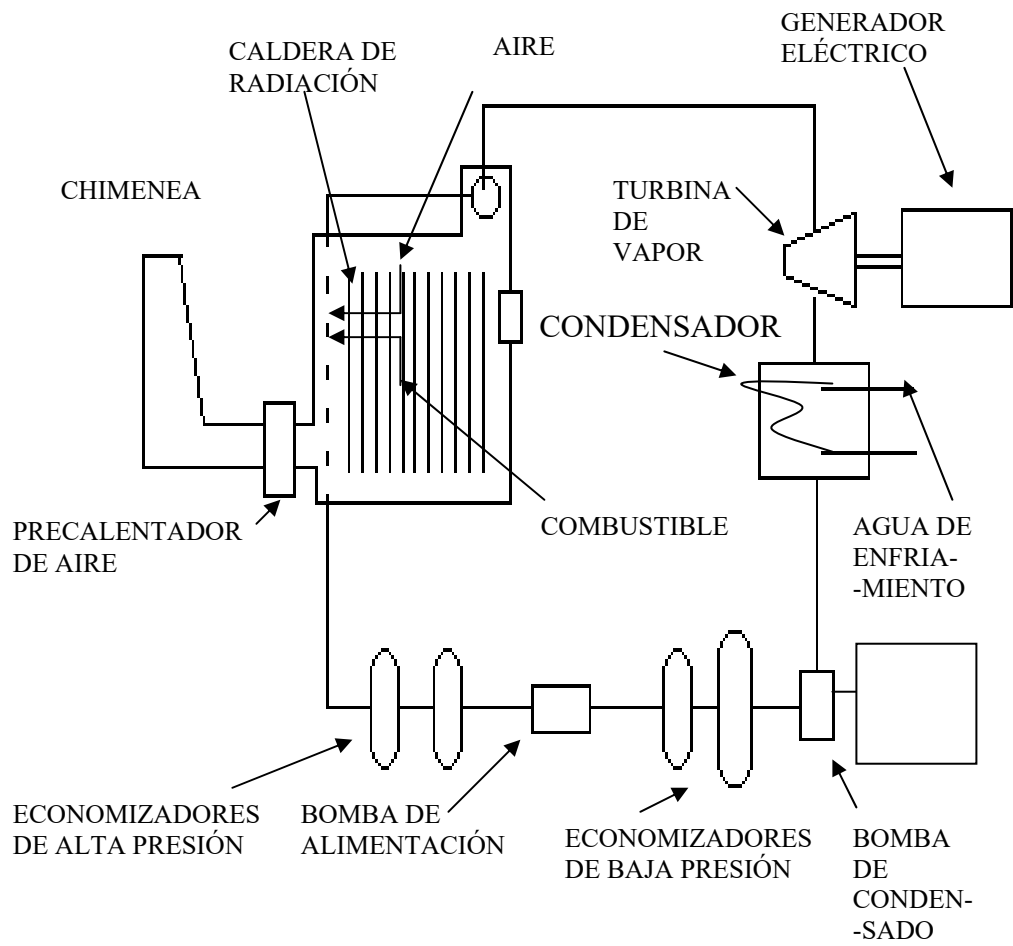 GENERADOR
ELÉCTRICO
CALDERA DE
RADIACIÓN
AIRE
CHIMENEA
TURBINA
DE
VAPOR
CONDENSADOR
PRECALENTADOR
DE AIRE
COMBUSTIBLE
AGUA DE
ENFRIA-
-MIENTO
ECONOMIZADORES
DE ALTA PRESIÓN
BOMBA DE
ALIMENTACIÓN
ECONOMIZADORES
DE BAJA PRESIÓN
BOMBA
DE
CONDEN-
-SADO